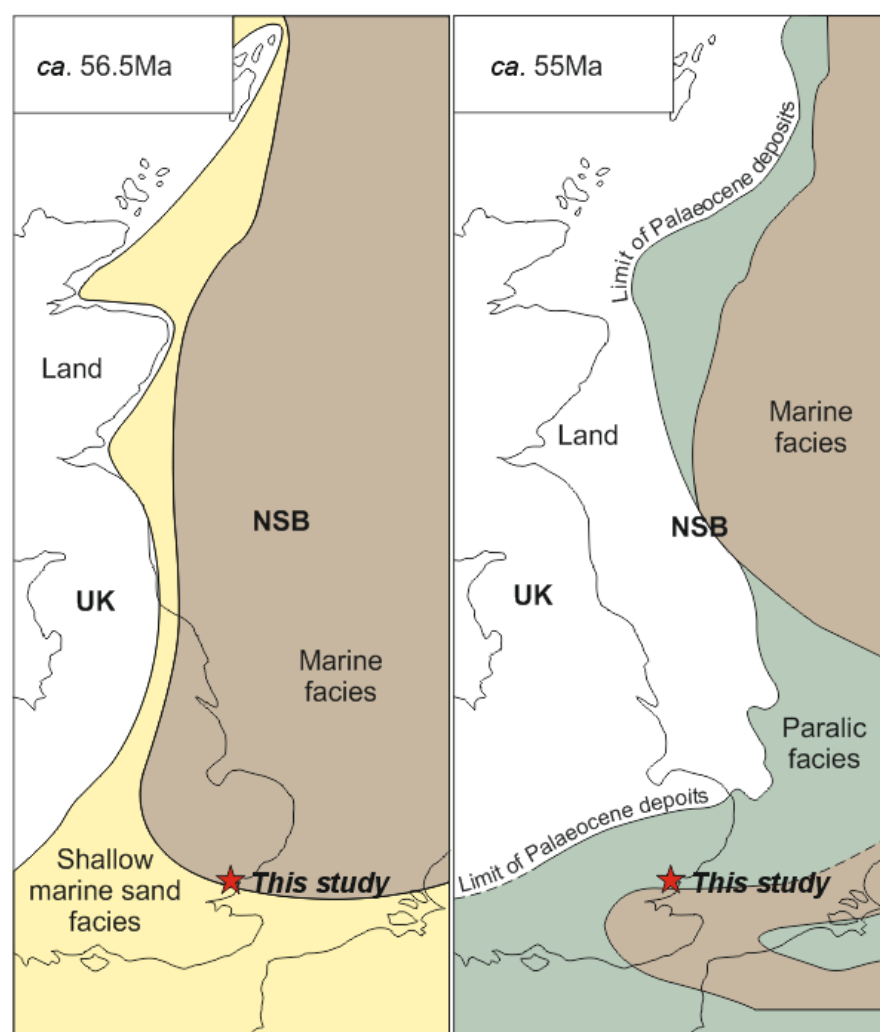 ca. 56.5Ma
Land
NSB
UK
Marine
facies
Shallow
marine sand
facies
This study
ca. 55Ma
Limit of Palaeocene deposits
Marine
facies
Land
NSB
UK
Paralic
facies
Limit of Palaeocene depoits
This study